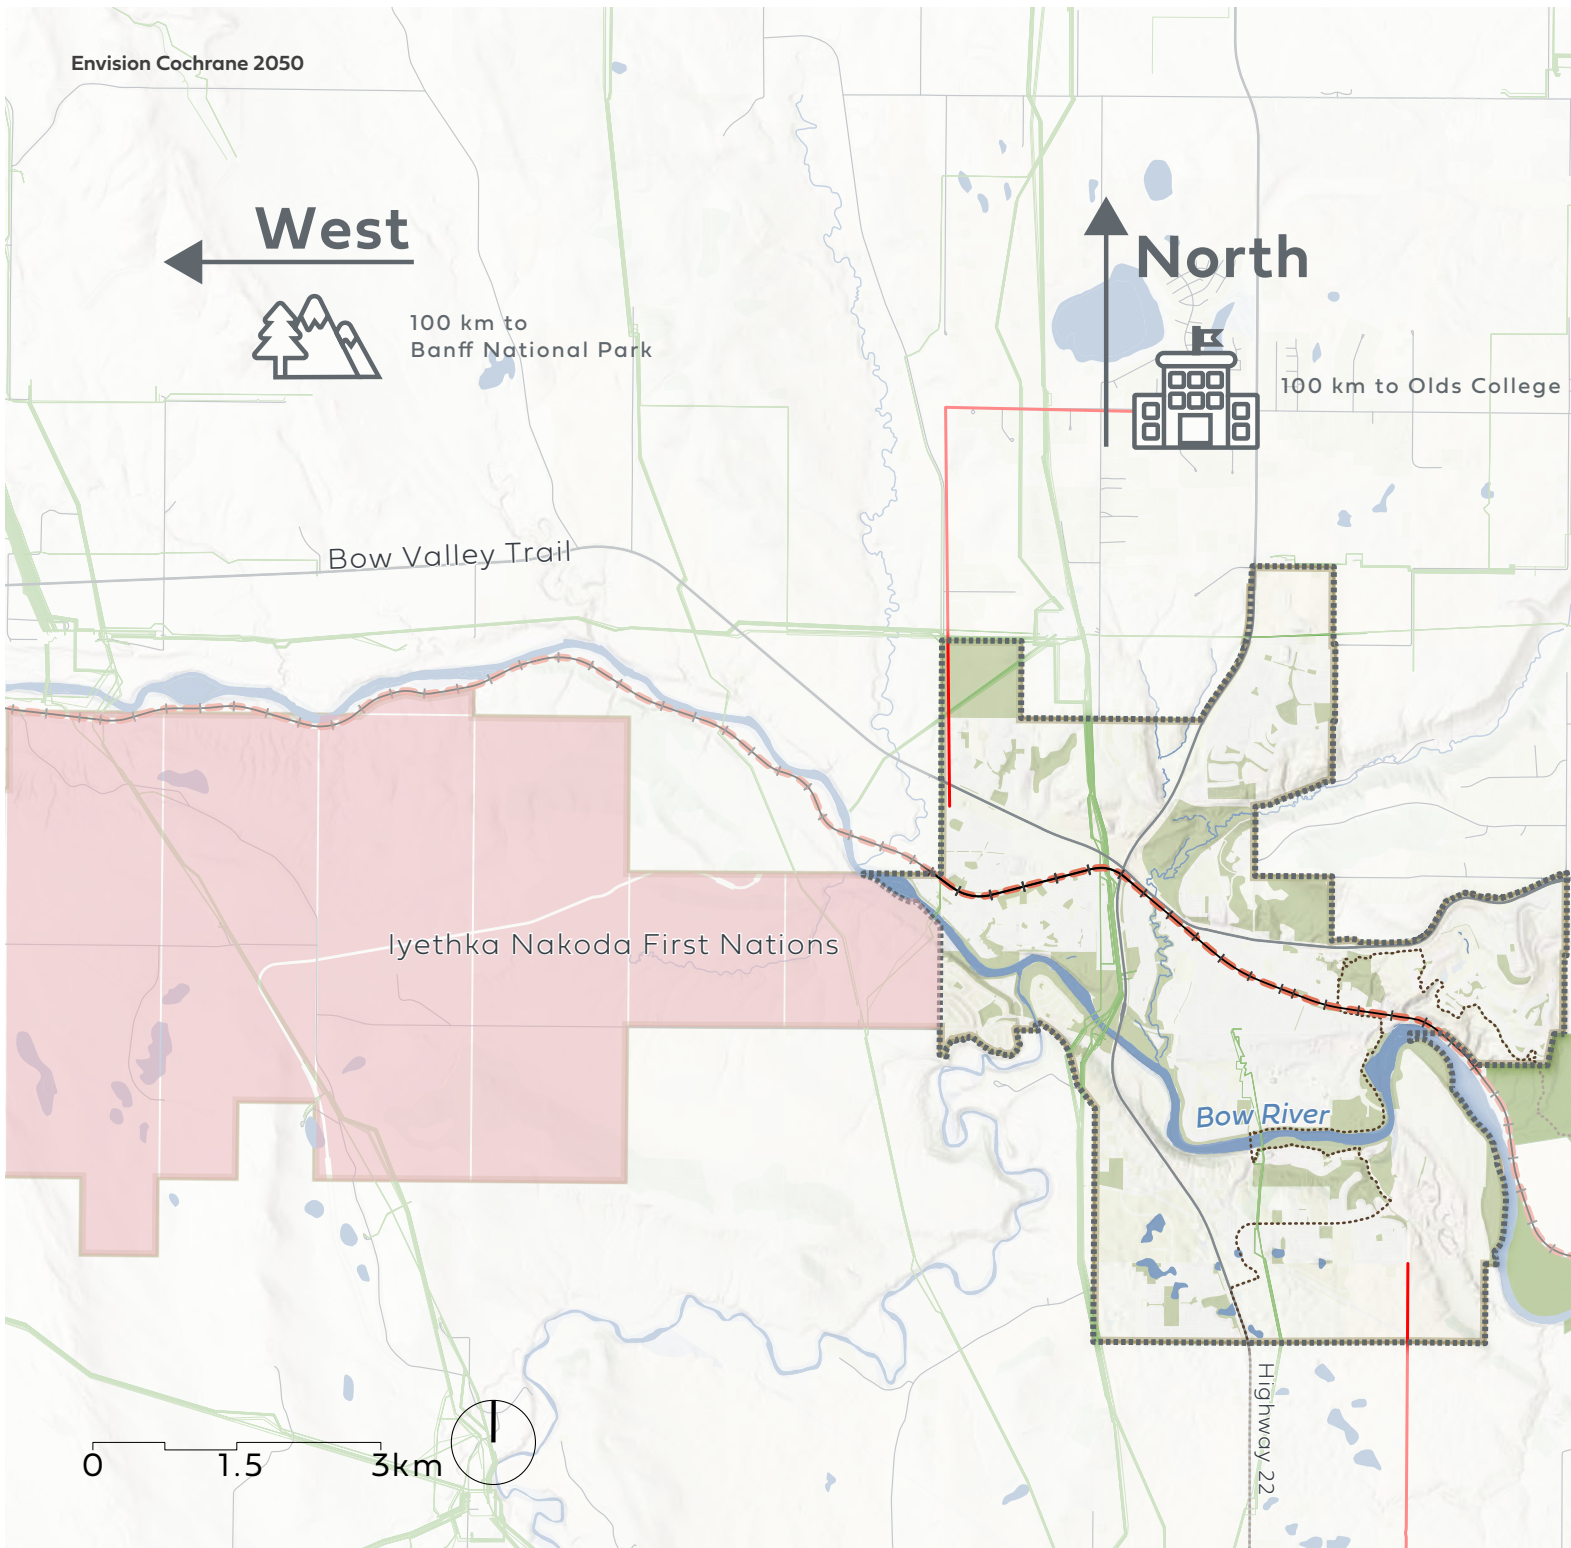 Envision Cochrane 2050
West
100 km to
Banff National Park
North
100 km to Olds College
Bow Valley Trail
Iyethka Nakoda First Nations
Bow River
Highway 22
0 1.5 3km